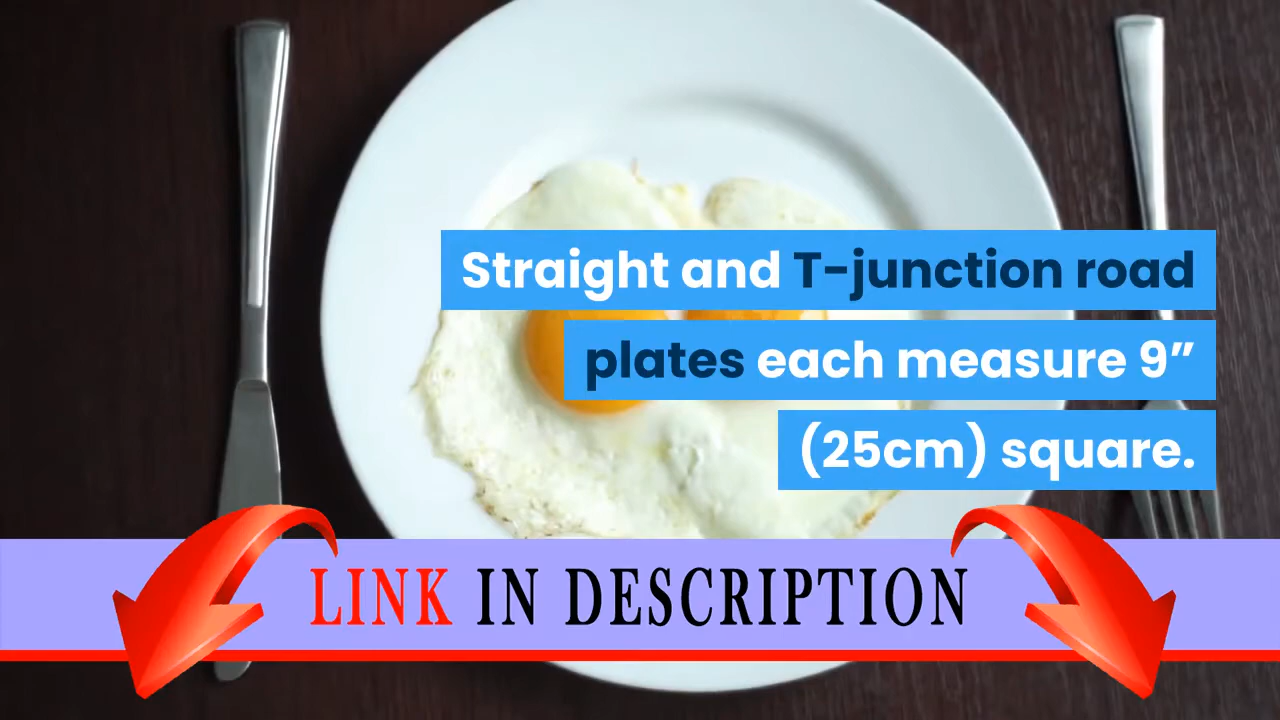 Straight and T-junction road
plates each measure 9”
(25cm) square.
LINK IN DESCRIPTION